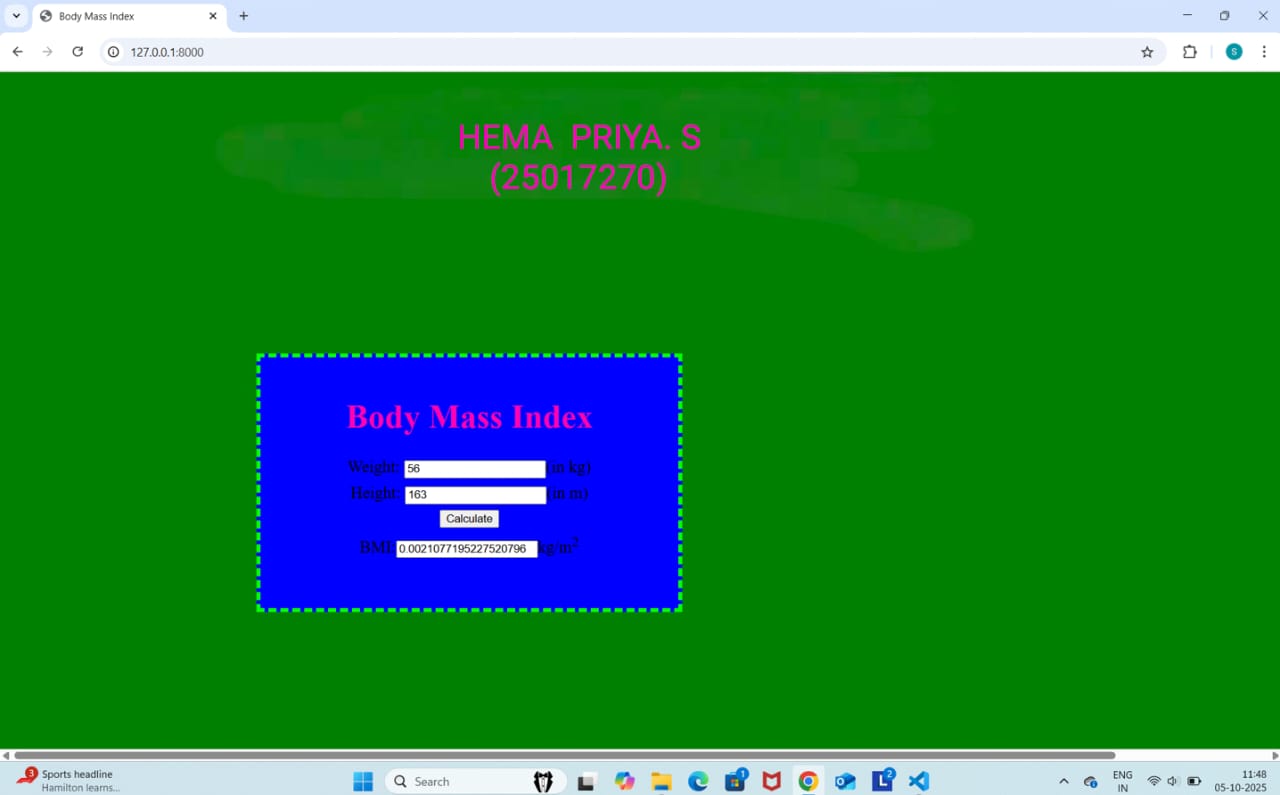 Body Mass Index
127.0.0.1:8000
S
HEMA PRIYA. S
(25017270)
Body Mass Index
Weight: 56 (in kg)
Height: 163 (in m)
Calculate
BMI: 0.0021077195227520796 kg/m²
3
Sports headline
Hamilton learns...
Search
1
L 2
ENG
IN
11:48
05-10-2025